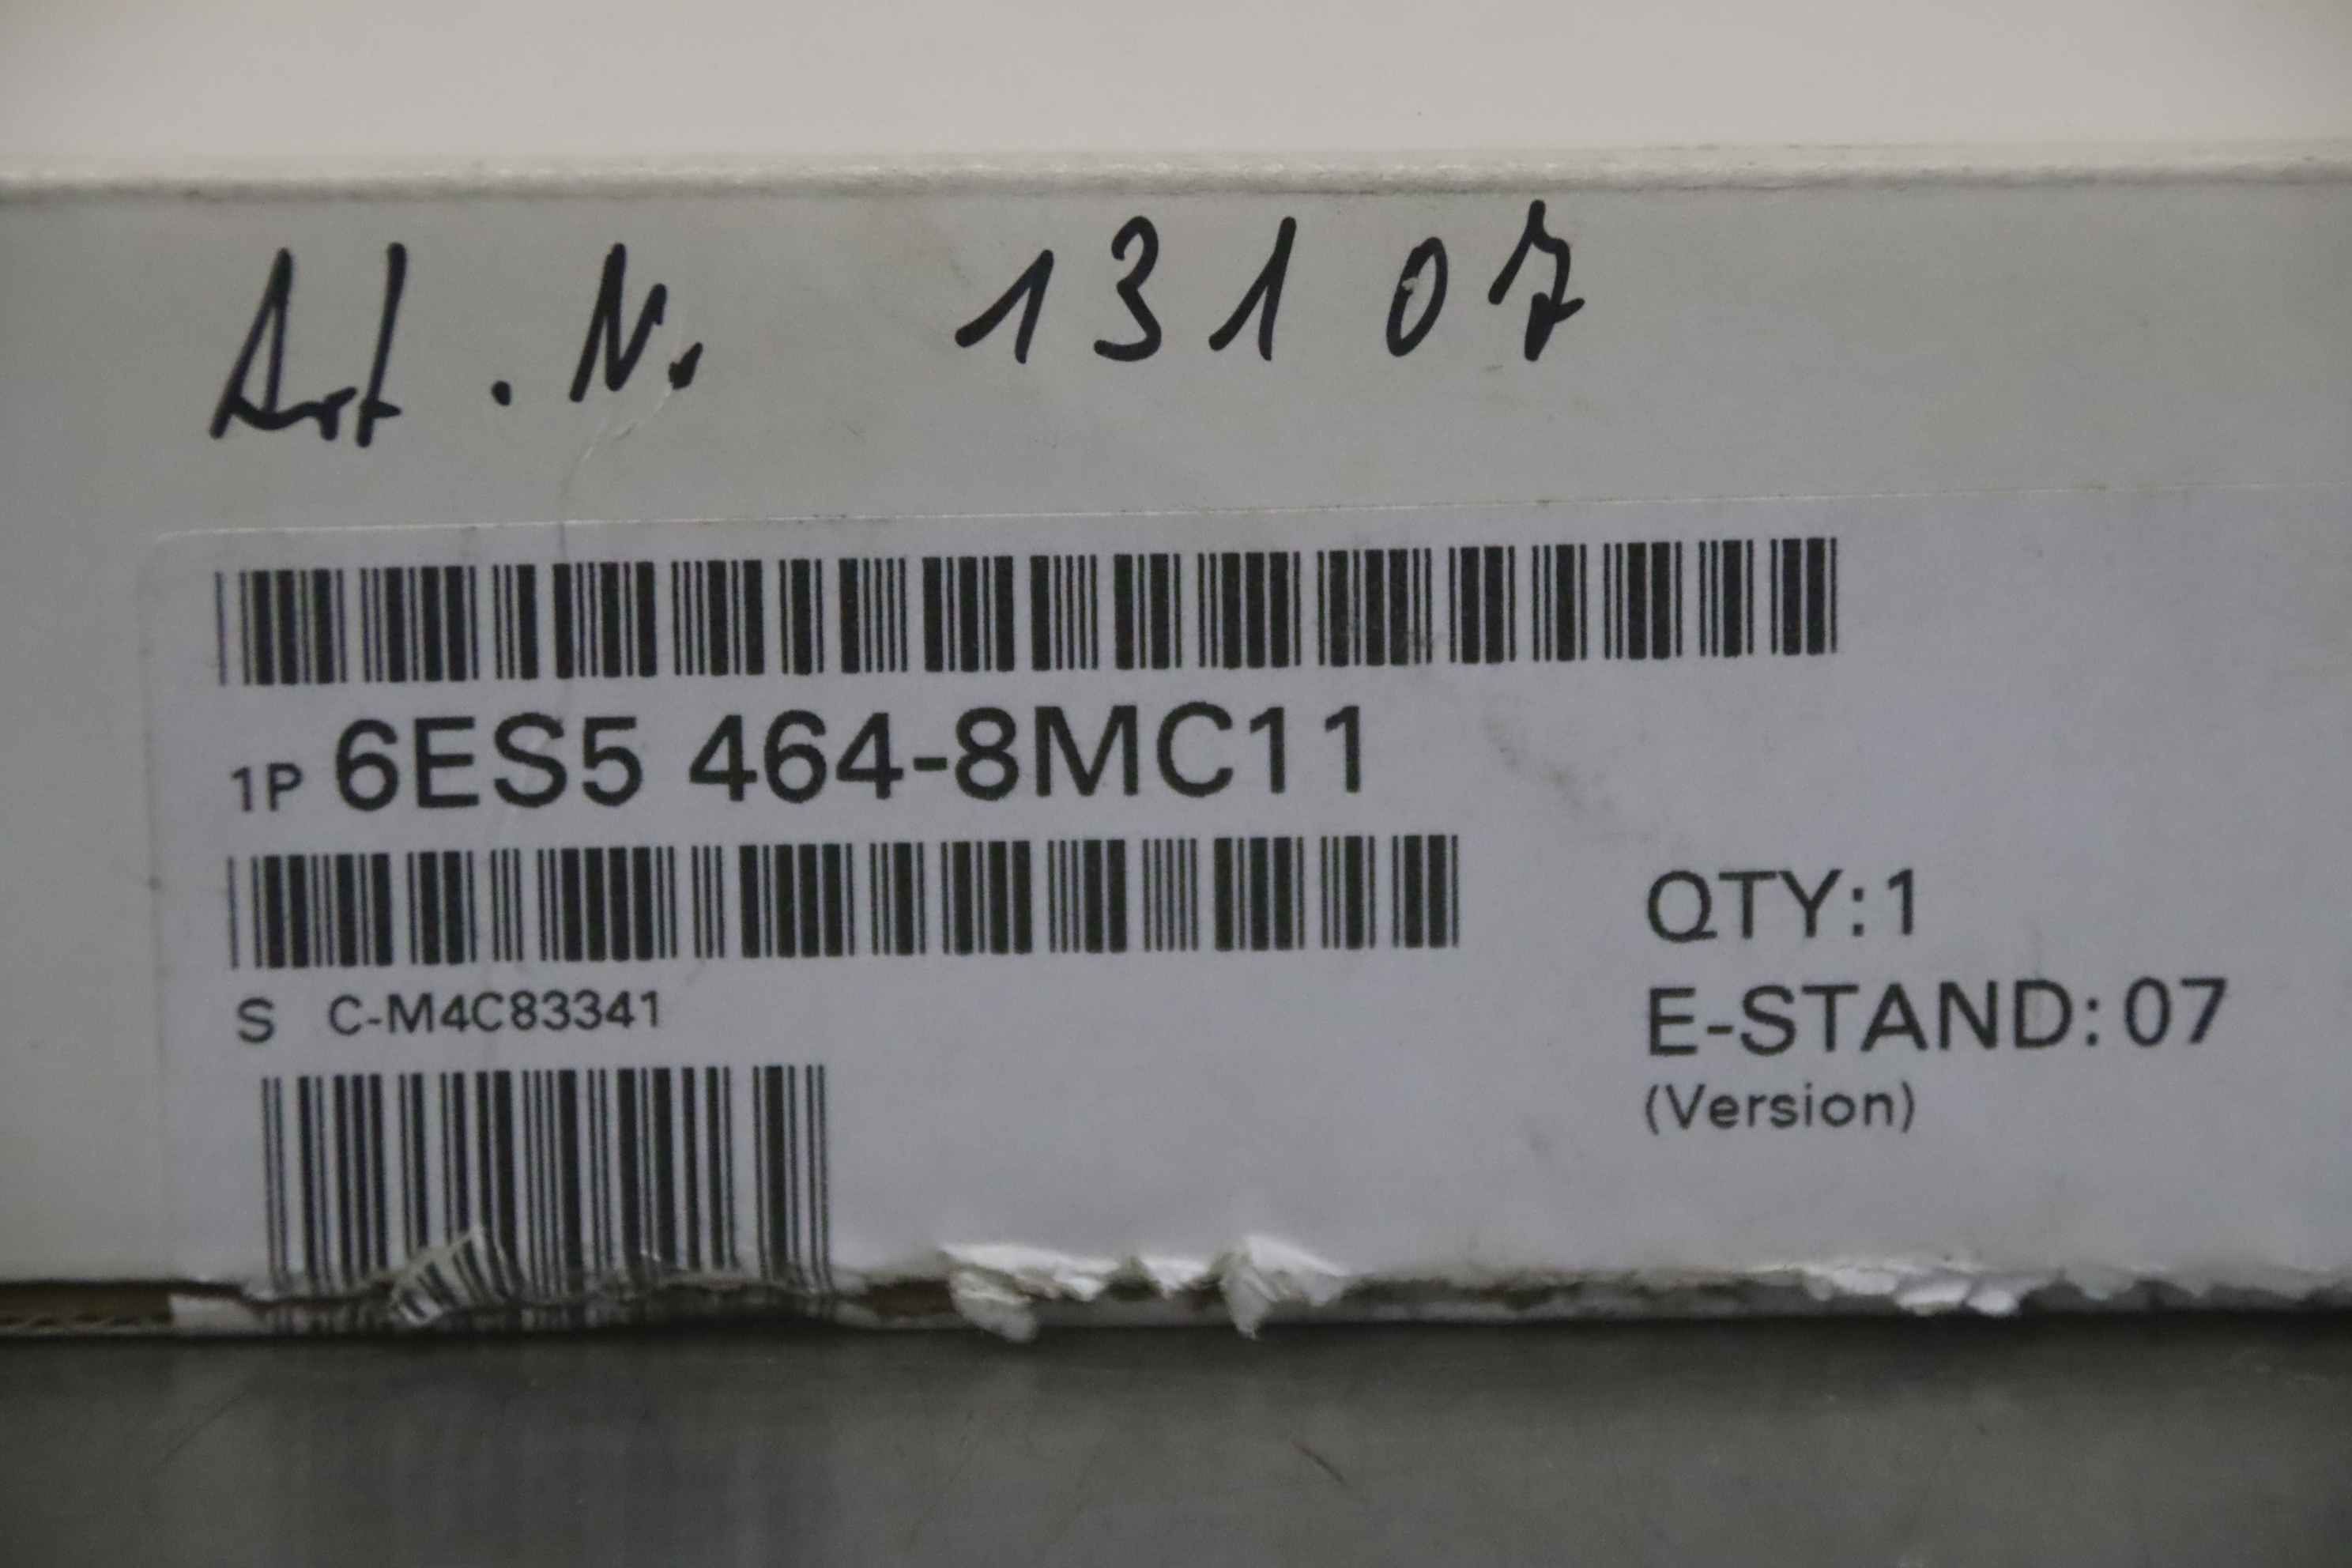 Art. N. 13107
1P 6ES5 464-8MC11
S C-M4C83341
QTY:1
E-STAND:07
(Version)